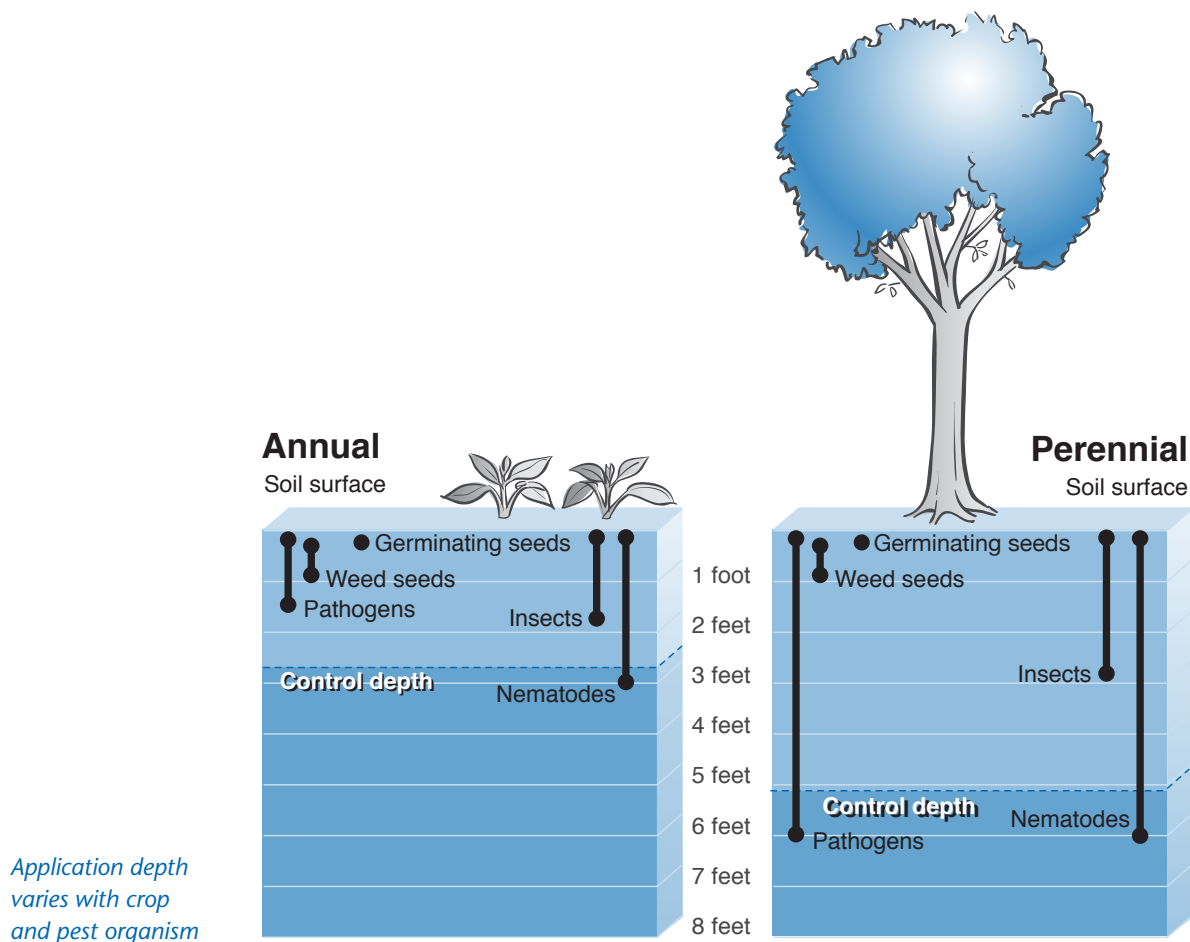 Annual
Soil surface
Germinating seeds
Weed seeds
Pathogens
Insects
Control depth
Nematodes
1 foot
2 feet
3 feet
4 feet
5 feet
6 feet
7 feet
8 feet
Perennial
Soil surface
Germinating seeds
Weed seeds
Insects
Control depth
Nematodes
Pathogens
Application depth
varies with crop
and pest organism